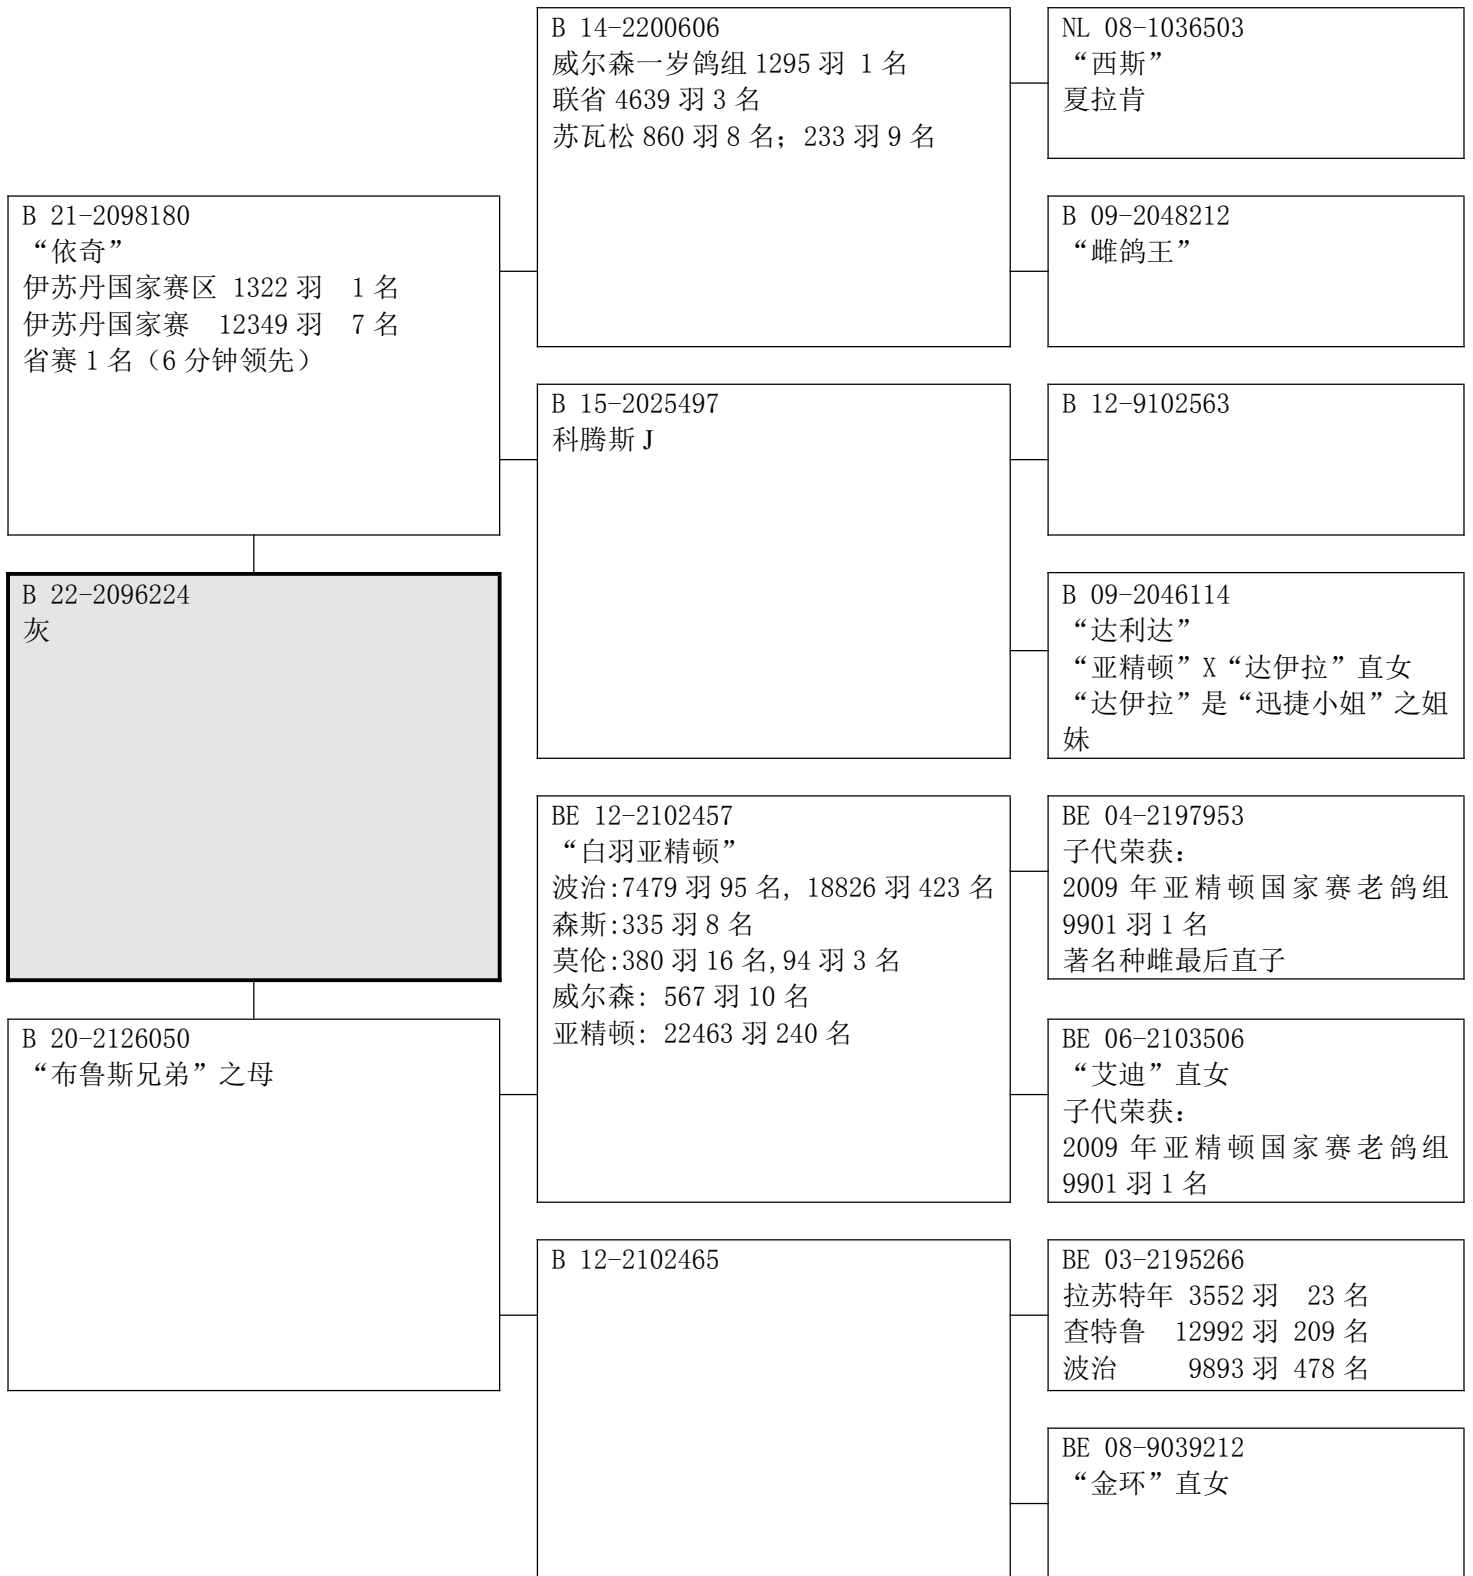 B 14-2200606
威尔森一岁鸽组 1295 羽 1 名
联省 4639 羽 3 名
苏瓦松 860 羽 8 名；233 羽 9 名
NL 08-1036503
“西斯”
夏拉肯
B 21-2098180
“依奇”
伊苏丹国家赛区 1322 羽 1 名
伊苏丹国家赛 12349 羽 7 名
省赛 1 名（6 分钟领先）
B 09-2048212
“雌鸽王”
B 15-2025497
科腾斯 J
B 12-9102563
B 22-2096224
灰
B 09-2046114
“达利达”
“亚精顿”X“达伊拉”直女
“达伊拉”是“迅捷小姐”之姐
妹
BE 12-2102457
“白羽亚精顿”
波治:7479 羽 95 名, 18826 羽 423 名
森斯:335 羽 8 名
莫伦:380 羽 16 名,94 羽 3 名
威尔森: 567 羽 10 名
亚精顿: 22463 羽 240 名
BE 04-2197953
子代荣获:
2009 年亚精顿国家赛老鸽组
9901 羽 1 名
著名种雌最后直子
B 20-2126050
“布鲁斯兄弟”之母
BE 06-2103506
“艾迪”直女
子代荣获:
2009 年亚精顿国家赛老鸽组
9901 羽 1 名
B 12-2102465
BE 03-2195266
拉苏特年 3552 羽 23 名
查特鲁 12992 羽 209 名
波治 9893 羽 478 名
BE 08-9039212
“金环”直女